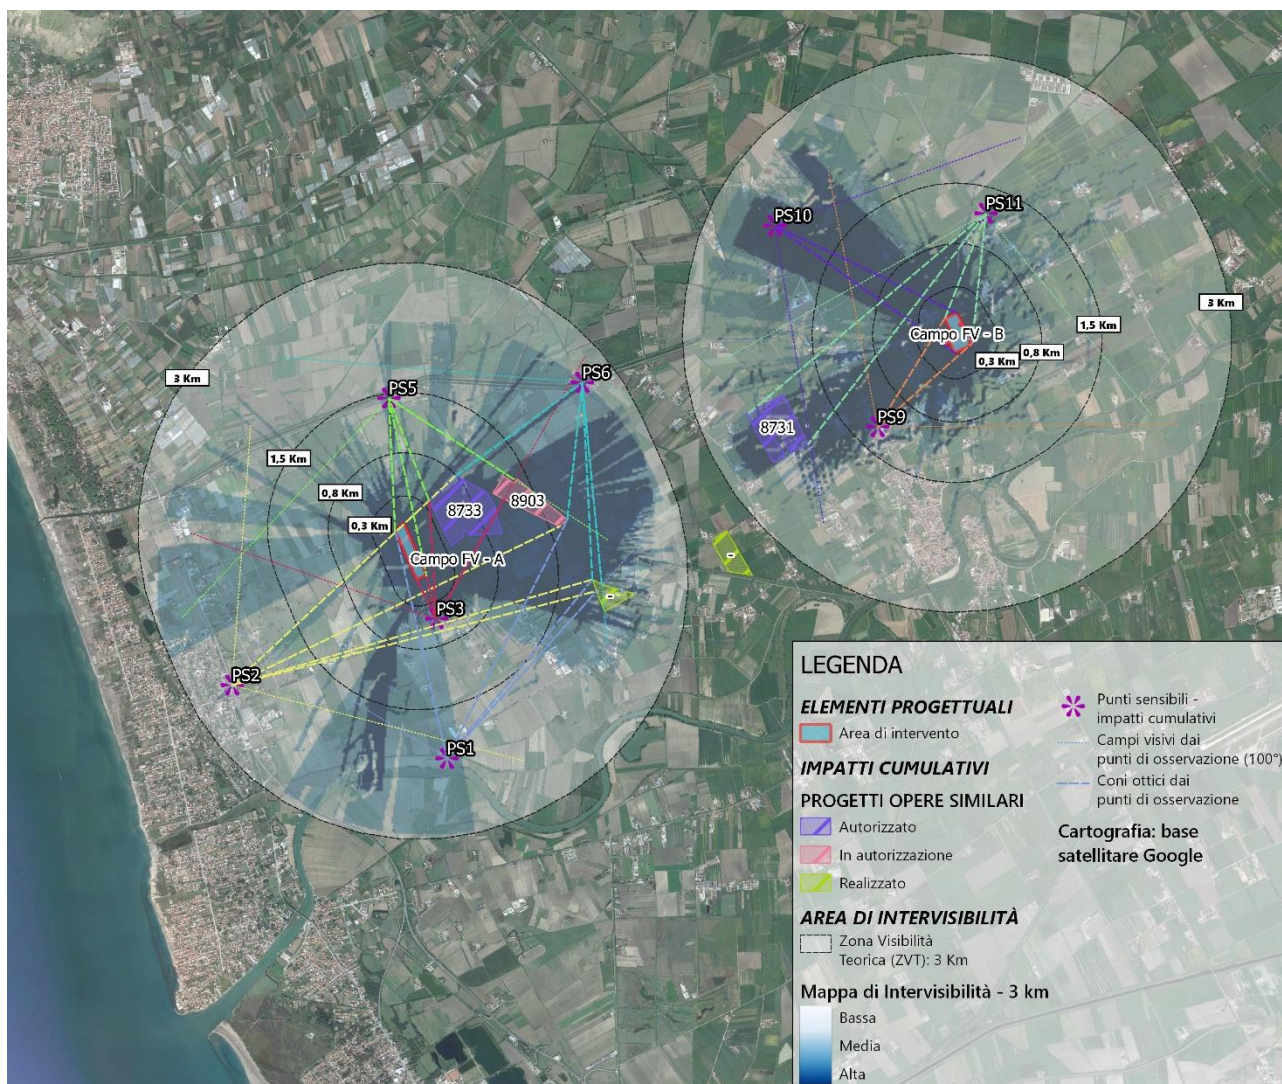 PS10
PS11
3 Km
1,5 Km
Campo FV - B
0,8 Km
0,3 Km
PS9
8731
3 Km
PS5
PS6
1,5 Km
0,8 Km
0,3 Km
8733
8903
Campo FV - A
-
-
PS3
PS2
PS1
LEGENDA
ELEMENTI PROGETTUALI
Area di intervento
IMPATTI CUMULATIVI
PROGETTI OPERE SIMILARI
Autorizzato
In autorizzazione
Realizzato
AREA DI INTERVISIBILITÀ
Zona Visibilità
Teorica (ZVT): 3 Km
Mappa di Intervisibilità - 3 km
Bassa
Media
Alta
Punti sensibili -
impatti cumulativi
Campi visivi dai
punti di osservazione (100°)
Coni ottici dai
punti di osservazione
Cartografia: base
satellitare Google